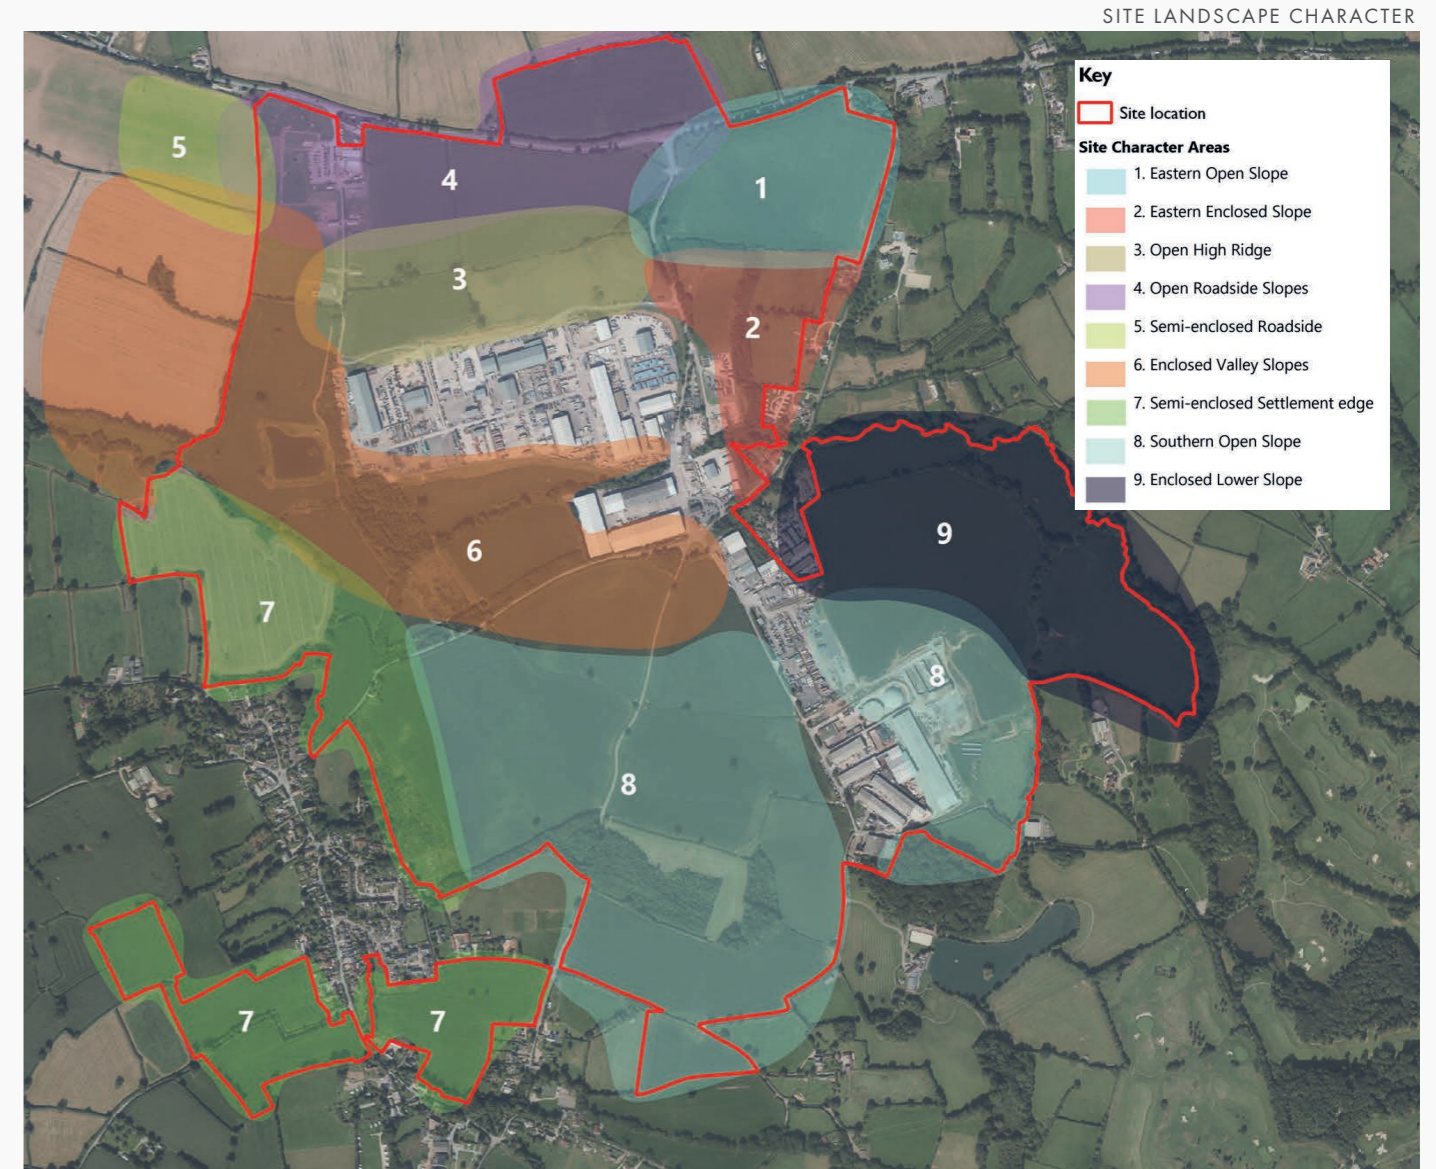 SITE LANDSCAPE CHARACTER
Key
Site location
Site Character Areas
1. Eastern Open Slope
2. Eastern Enclosed Slope
3. Open High Ridge
4. Open Roadside Slopes
5. Semi-enclosed Roadside
6. Enclosed Valley Slopes
7. Semi-enclosed Settlement edge
8. Southern Open Slope
9. Enclosed Lower Slope
5
4
1
3
2
9
6
7
8
8
7
7